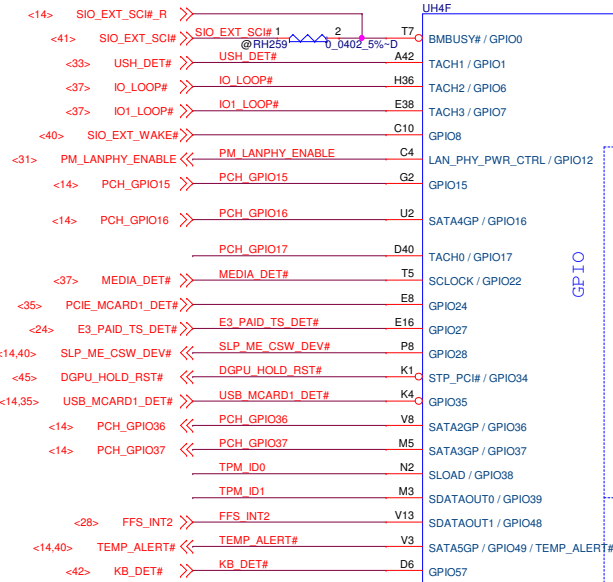 UH4F
<14> SIO_EXT_SCI#_R
<41> SIO_EXT_SCI# SIO_EXT_SCI# 1 2 T7 BMBUSY# / GPIO0
@RH259 0_0402_5%~D
<33> USH_DET# USH_DET# A42 TACH1 / GPIO1
<37> IO_LOOP# IO_LOOP# H36 TACH2 / GPIO6
<37> IO1_LOOP# IO1_LOOP# E38 TACH3 / GPIO7
<40> SIO_EXT_WAKE# C10 GPIO8
<31> PM_LANPHY_ENABLE PM_LANPHY_ENABLE C4 LAN_PHY_PWR_CTRL / GPIO12
<14> PCH_GPIO15 PCH_GPIO15 G2 GPIO15
<14> PCH_GPIO16 PCH_GPIO16 U2 SATA4GP / GPIO16
PCH_GPIO17 D40 TACH0 / GPIO17
<37> MEDIA_DET# MEDIA_DET# T5 SCLOCK / GPIO22
GPIO
<35> PCIE_MCARD1_DET# E8 GPIO24
<24> E3_PAID_TS_DET# E3_PAID_TS_DET# E16 GPIO27
<14,40> SLP_ME_CSW_DEV# SLP_ME_CSW_DEV# P8 GPIO28
<45> DGPU_HOLD_RST# DGPU_HOLD_RST# K1 STP_PCI# / GPIO34
<14,35> USB_MCARD1_DET# USB_MCARD1_DET# K4 GPIO35
<14> PCH_GPIO36 PCH_GPIO36 V8 SATA2GP / GPIO36
<14> PCH_GPIO37 PCH_GPIO37 M5 SATA3GP / GPIO37
TPM_ID0 N2 SLOAD / GPIO38
TPM_ID1 M3 SDATAOUT0 / GPIO39
<28> FFS_INT2 FFS_INT2 V13 SDATAOUT1 / GPIO48
<14,40> TEMP_ALERT# TEMP_ALERT# V3 SATA5GP / GPIO49 / TEMP_ALERT#
<42> KB_DET# KB_DET# D6 GPIO57